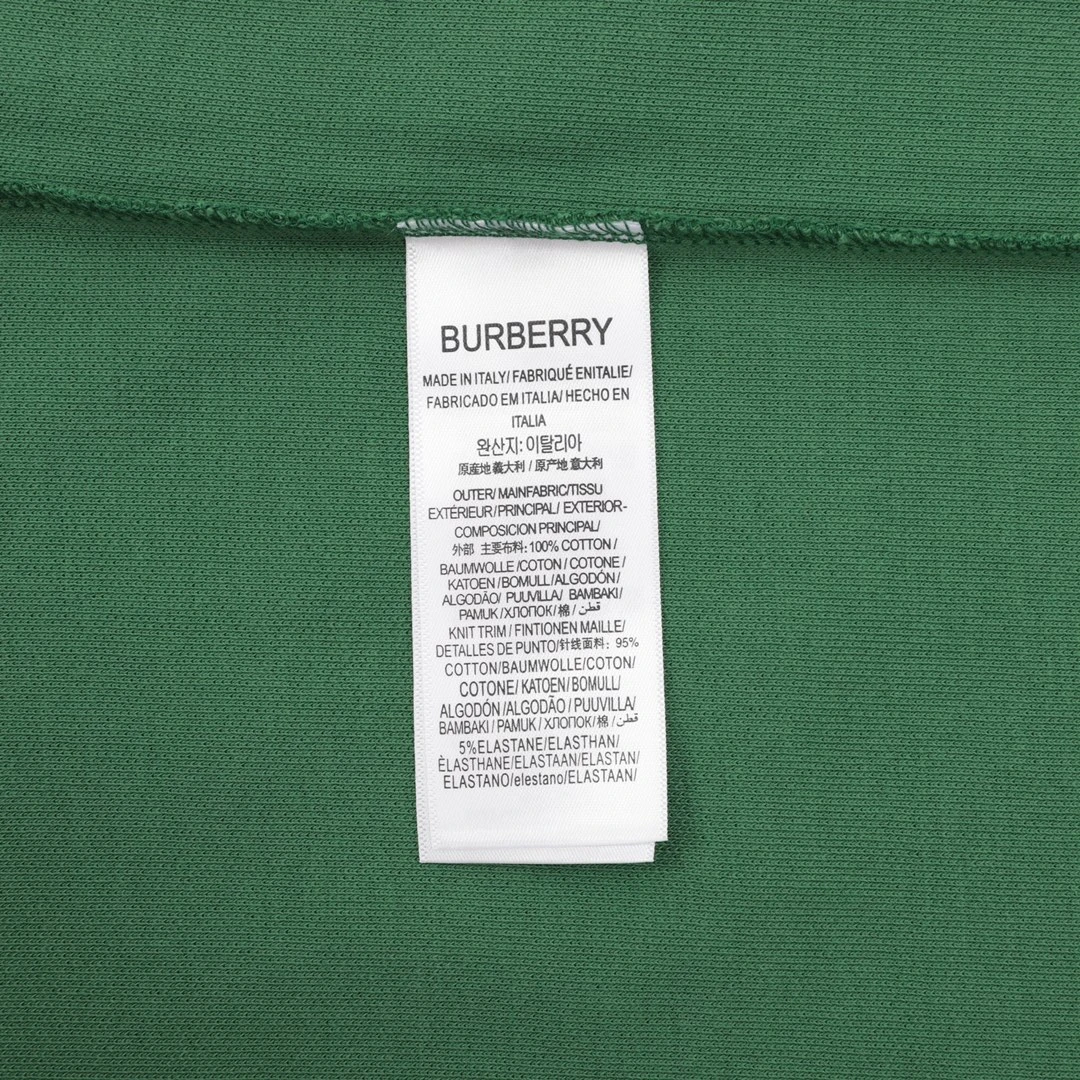 BURBERRY
MADE IN ITALY/ FABRIQUÉ ENITALIE/
FABRICADO EM ITALIA/ HECHO EN
ITALIA
완산지: 이탈리아
原産地義大利 / 原产地意大利
OUTER/ MAINFABRIC/TISSU
EXTÉRIEUR/PRINCIPAL/ EXTERIOR-
COMPOSICION PRINCIPAL/
外部 主要布料: 100% COTTON /
BAUMWOLLE /COTON / COTONE /
KATOEN / BOMULL /ALGODÓN /
ALGODÃO/ PUUVILLA/ BAMBAKI /
PAMUK / ХЛОПОК/ 棉 / قطن
KNIT TRIM / FINTIONEN MAILLE/
DETALLES DE PUNTO/针线面料: 95%
COTTON/BAUMWOLLE/COTON/
COTONE/ KATOEN/ BOMULL/
ALGODÓN /ALGODÃO / PUUVILLA/
BAMBAKI / PAMUK / ХЛОПОК/ 棉 / قطن
5%ELASTANE/ELASTHAN/
ÈLASTHANE/ELASTAAN/ELASTAN/
ELASTANO/elestano/ELASTAAN/